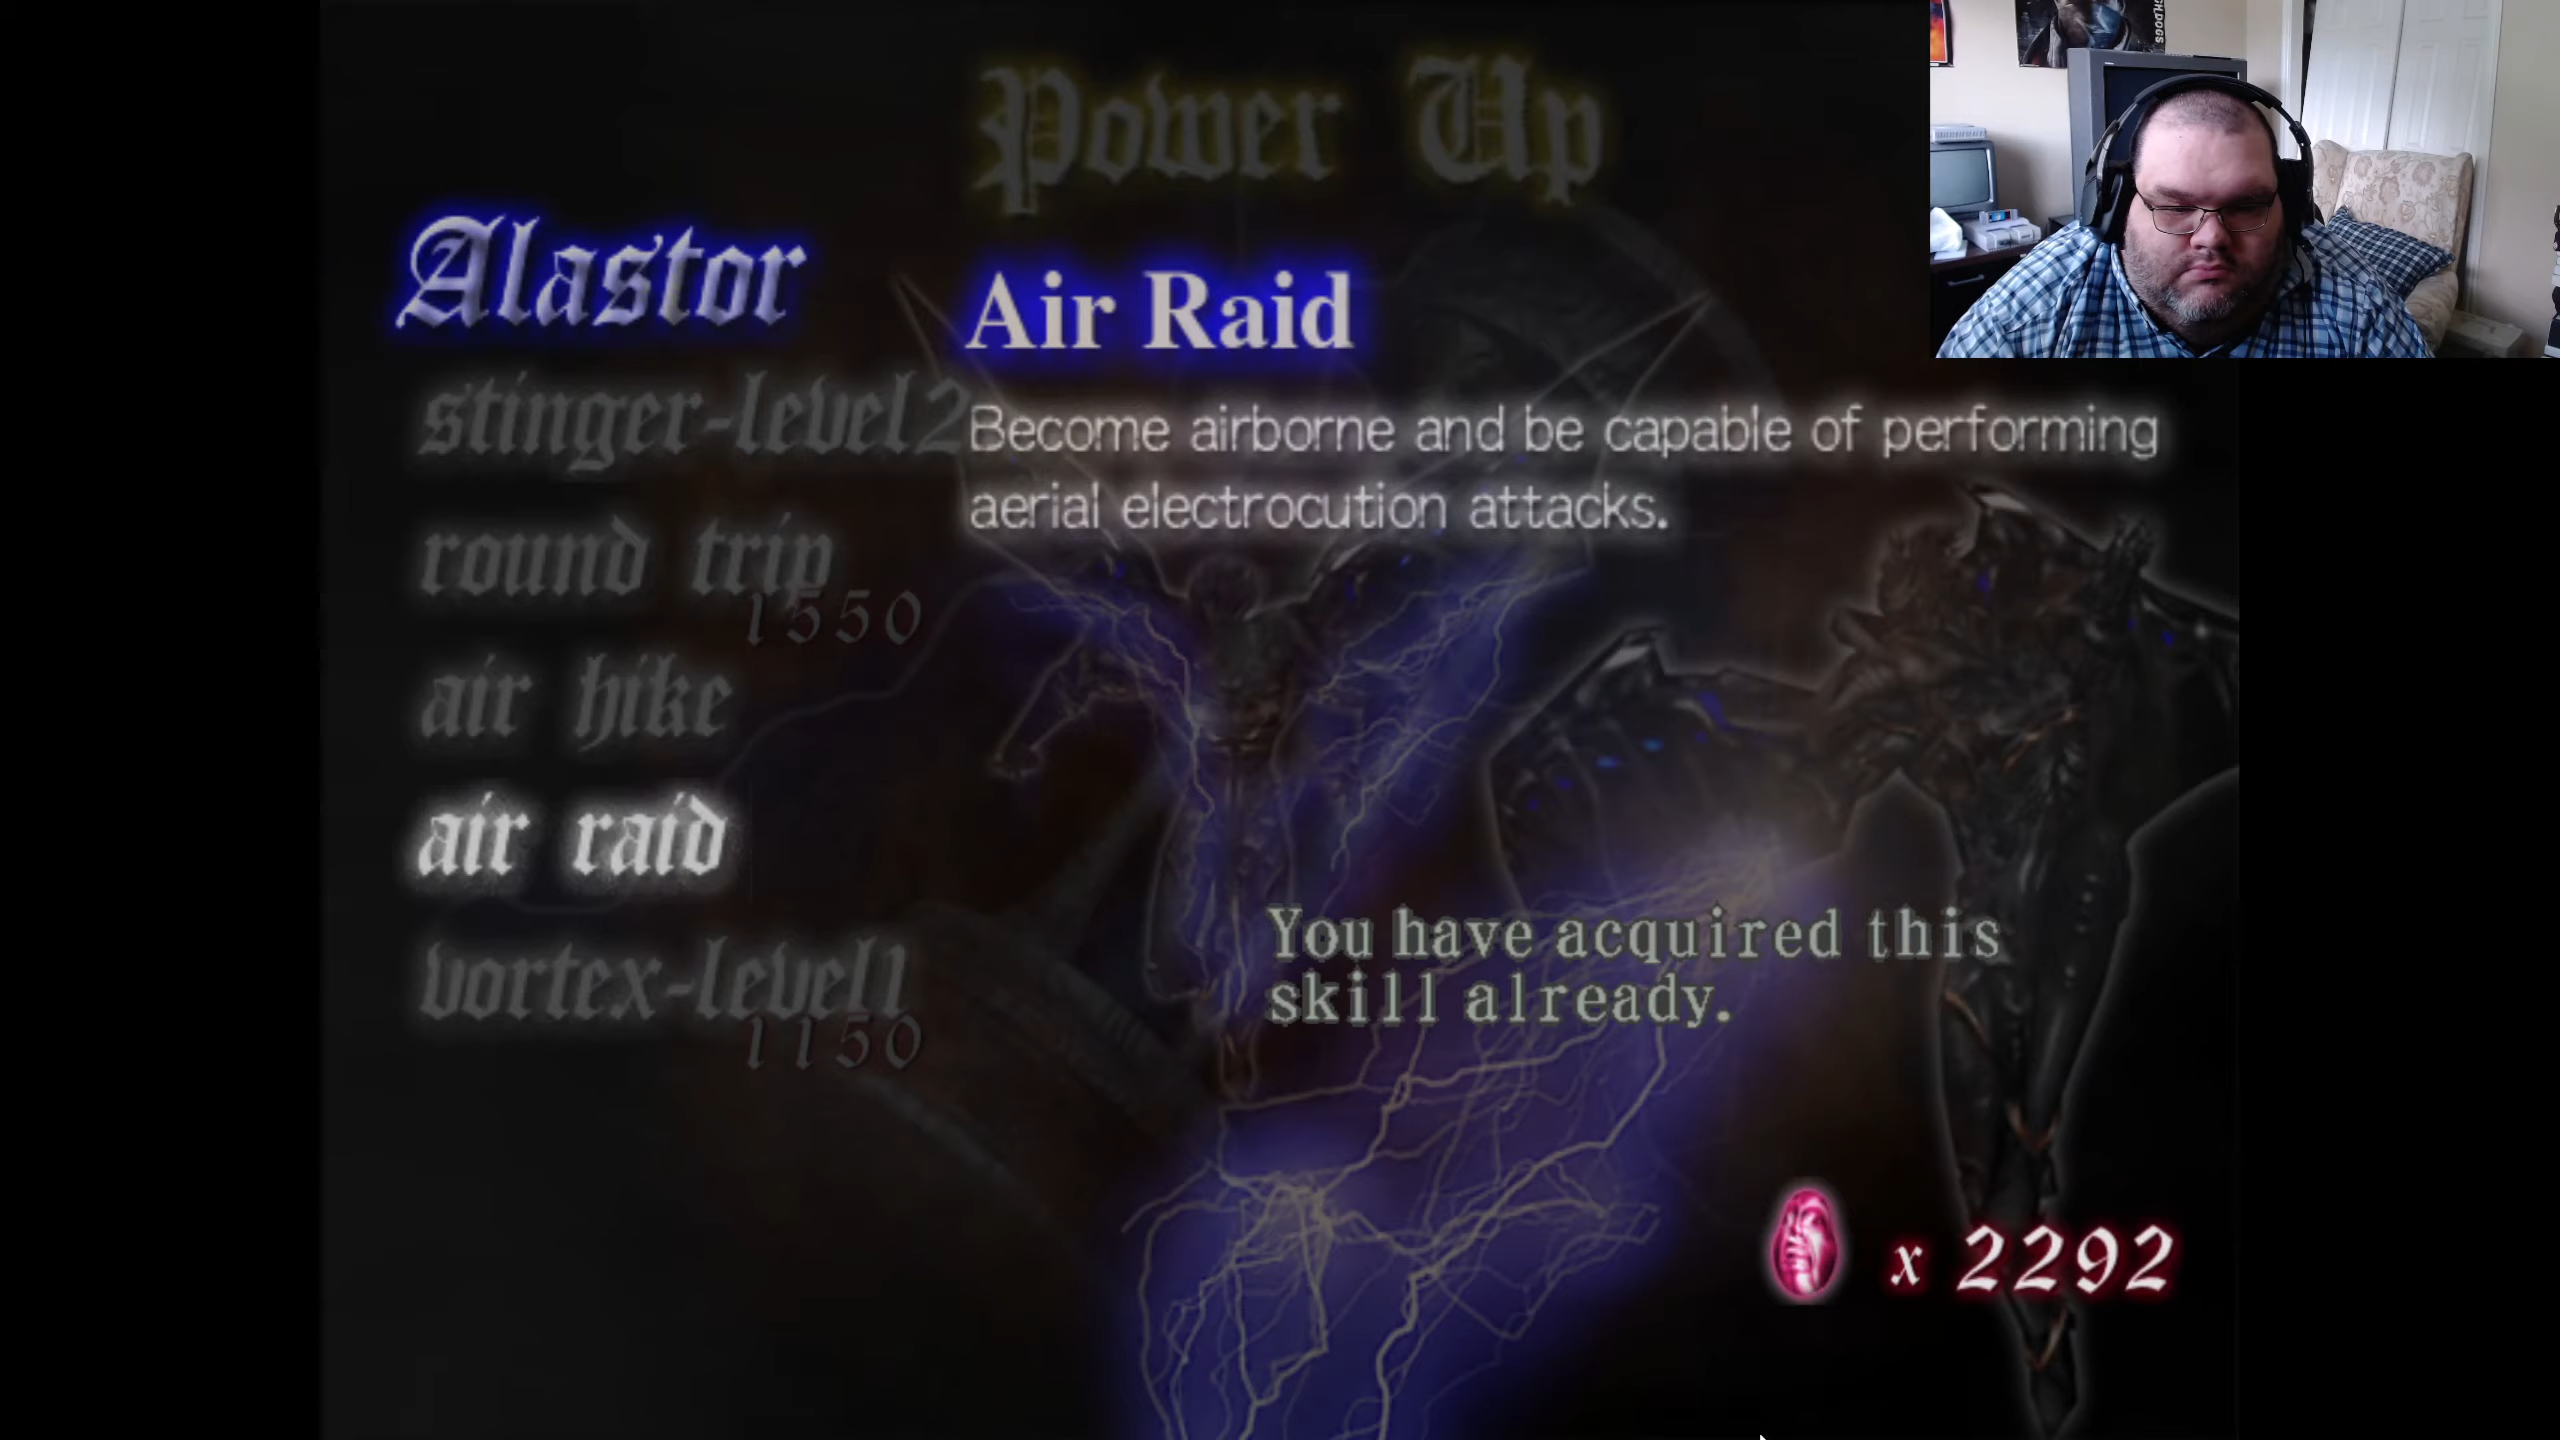 Power Up
Alastor
stinger-level2
round trip
1550
air hike
air raid
vortex-level1
1150
Air Raid
Become airborne and be capable of performing
aerial electrocution attacks.
You have acquired this
skill already.
x 2292